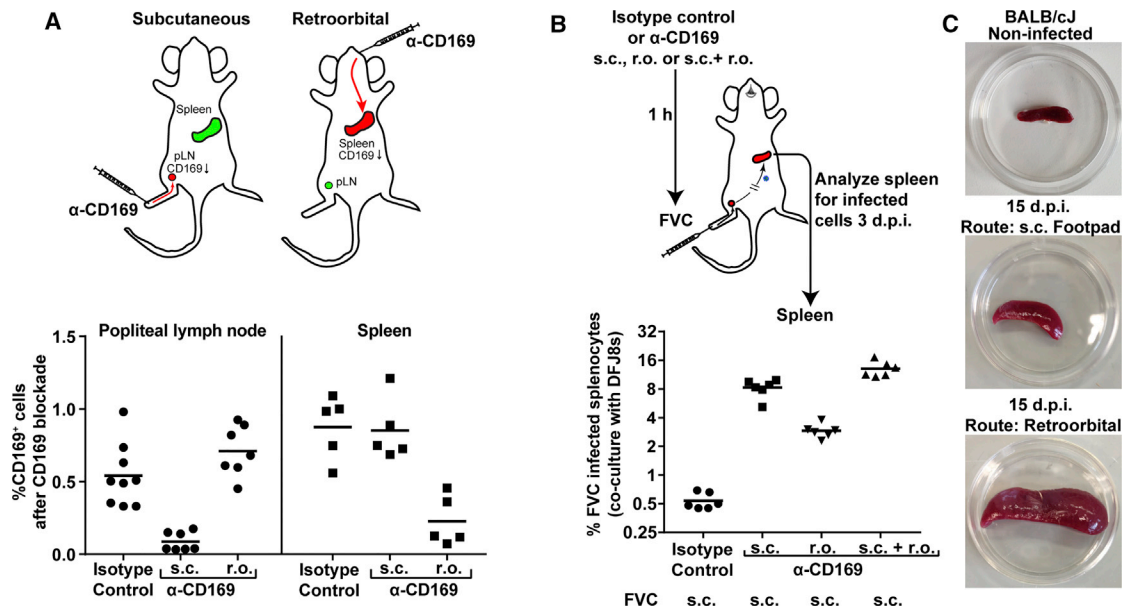 A
Subcutaneous
Retroorbital
α-CD169
Spleen
pLN
CD169↓
α-CD169
Spleen
CD169↓
pLN
Popliteal lymph node
Spleen
%CD169⁺ cells
after CD169 blockade
1.5
1.0
0.5
0.0
Isotype
Control
s.c.
r.o.
α-CD169
Isotype
Control
s.c.
r.o.
α-CD169
B
Isotype control
or α-CD169
s.c., r.o. or s.c.+ r.o.
1 h
FVC
Analyze spleen
for infected
cells 3 d.p.i.
Spleen
% FVC infected splenocytes
(co-culture with DFJ8s)
32
16
8
4
2
1
0.5
0.25
Isotype
Control
s.c.
r.o.
s.c. + r.o.
α-CD169
FVC s.c. s.c. s.c. s.c.
C
BALB/cJ
Non-infected
15 d.p.i.
Route: s.c. Footpad
15 d.p.i.
Route: Retroorbital